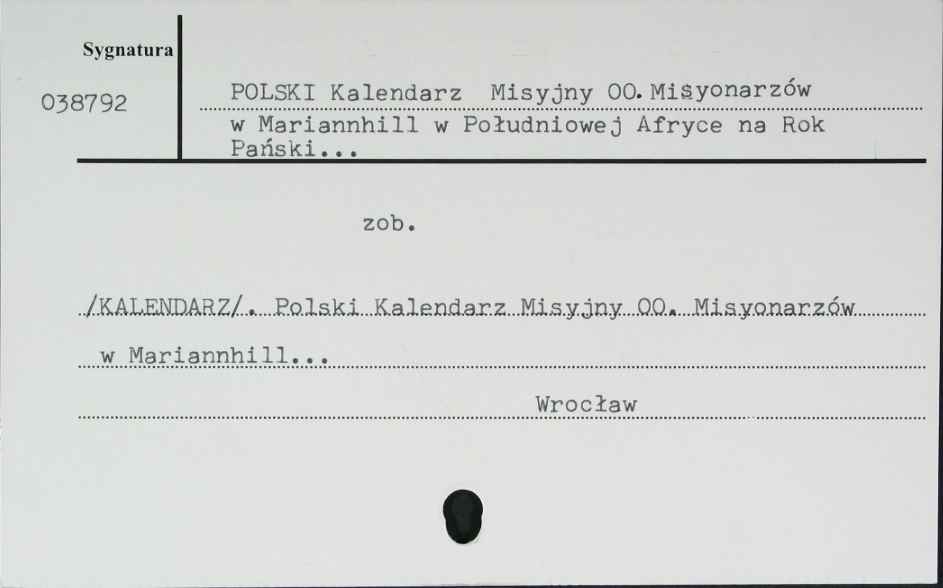 Sygnatura
038792
POLSKI Kalendarz Misyjny OO. Misyonarzów
w Mariannhill w Południowej Afryce na Rok
Pański...
zob.
/KALENDARZ/. Polski Kalendarz Misyjny OO. Misyonarzów
w Mariannhill...
Wrocław